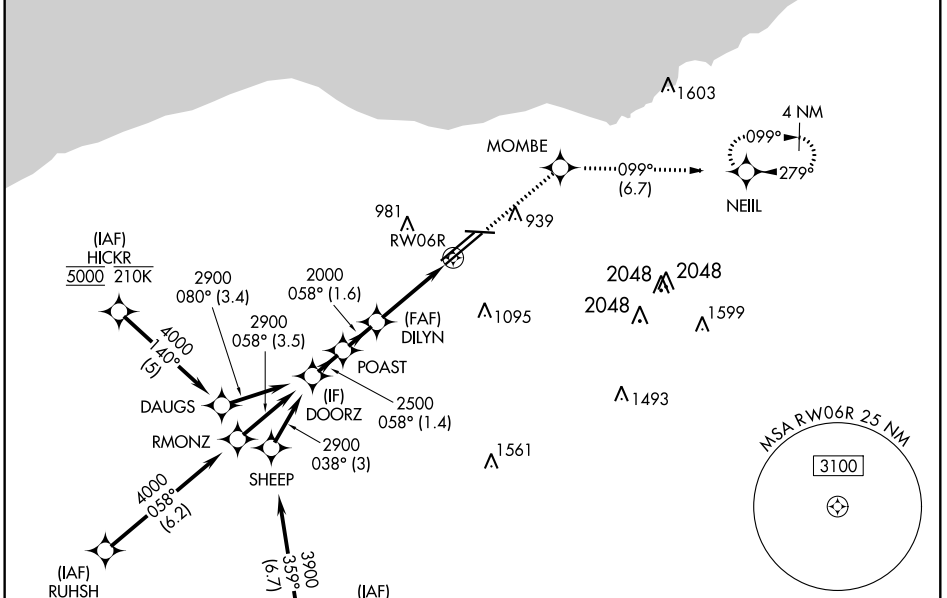 1603
4 NM
099°
279°
NEIIL
MOMBE
099°
(6.7)
981
939
RW06R
(IAF)
HICKR
5000 210K
2900
080° (3.4)
2000
058° (1.6)
2900
058° (3.5)
(FAF)
DILYN
1095
2048
2048
2048
1599
4000
140°
(5)
POAST
DAUGS
(IF)
DOORZ
2500
058° (1.4)
1493
RMONZ
2900
038° (3)
SHEEP
1561
MSA RW06R 25 NM
3100
4000
058°
(6.2)
3900
359°
(6.7)
(IAF)
RUHSH
(IAF)